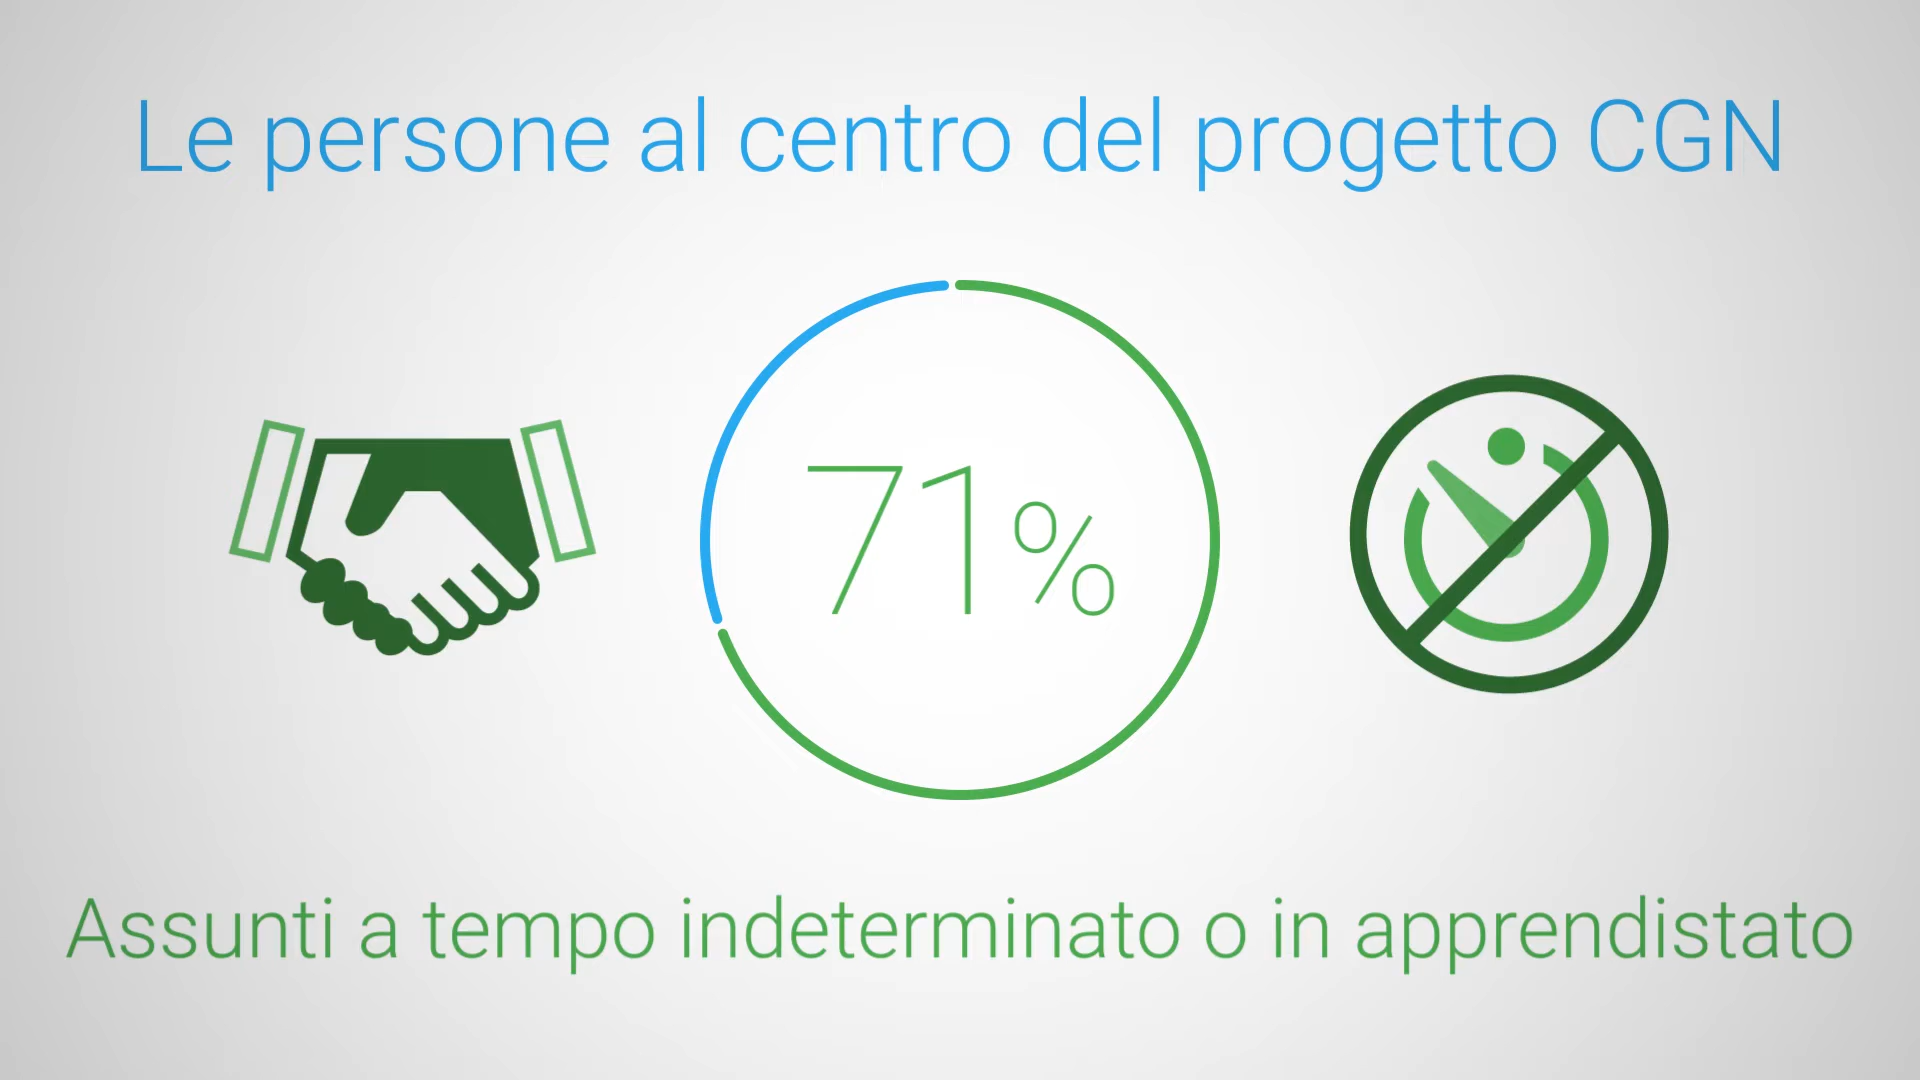 Le persone al centro del progetto CGN
71%
Assunti a tempo indeterminato o in apprendistato